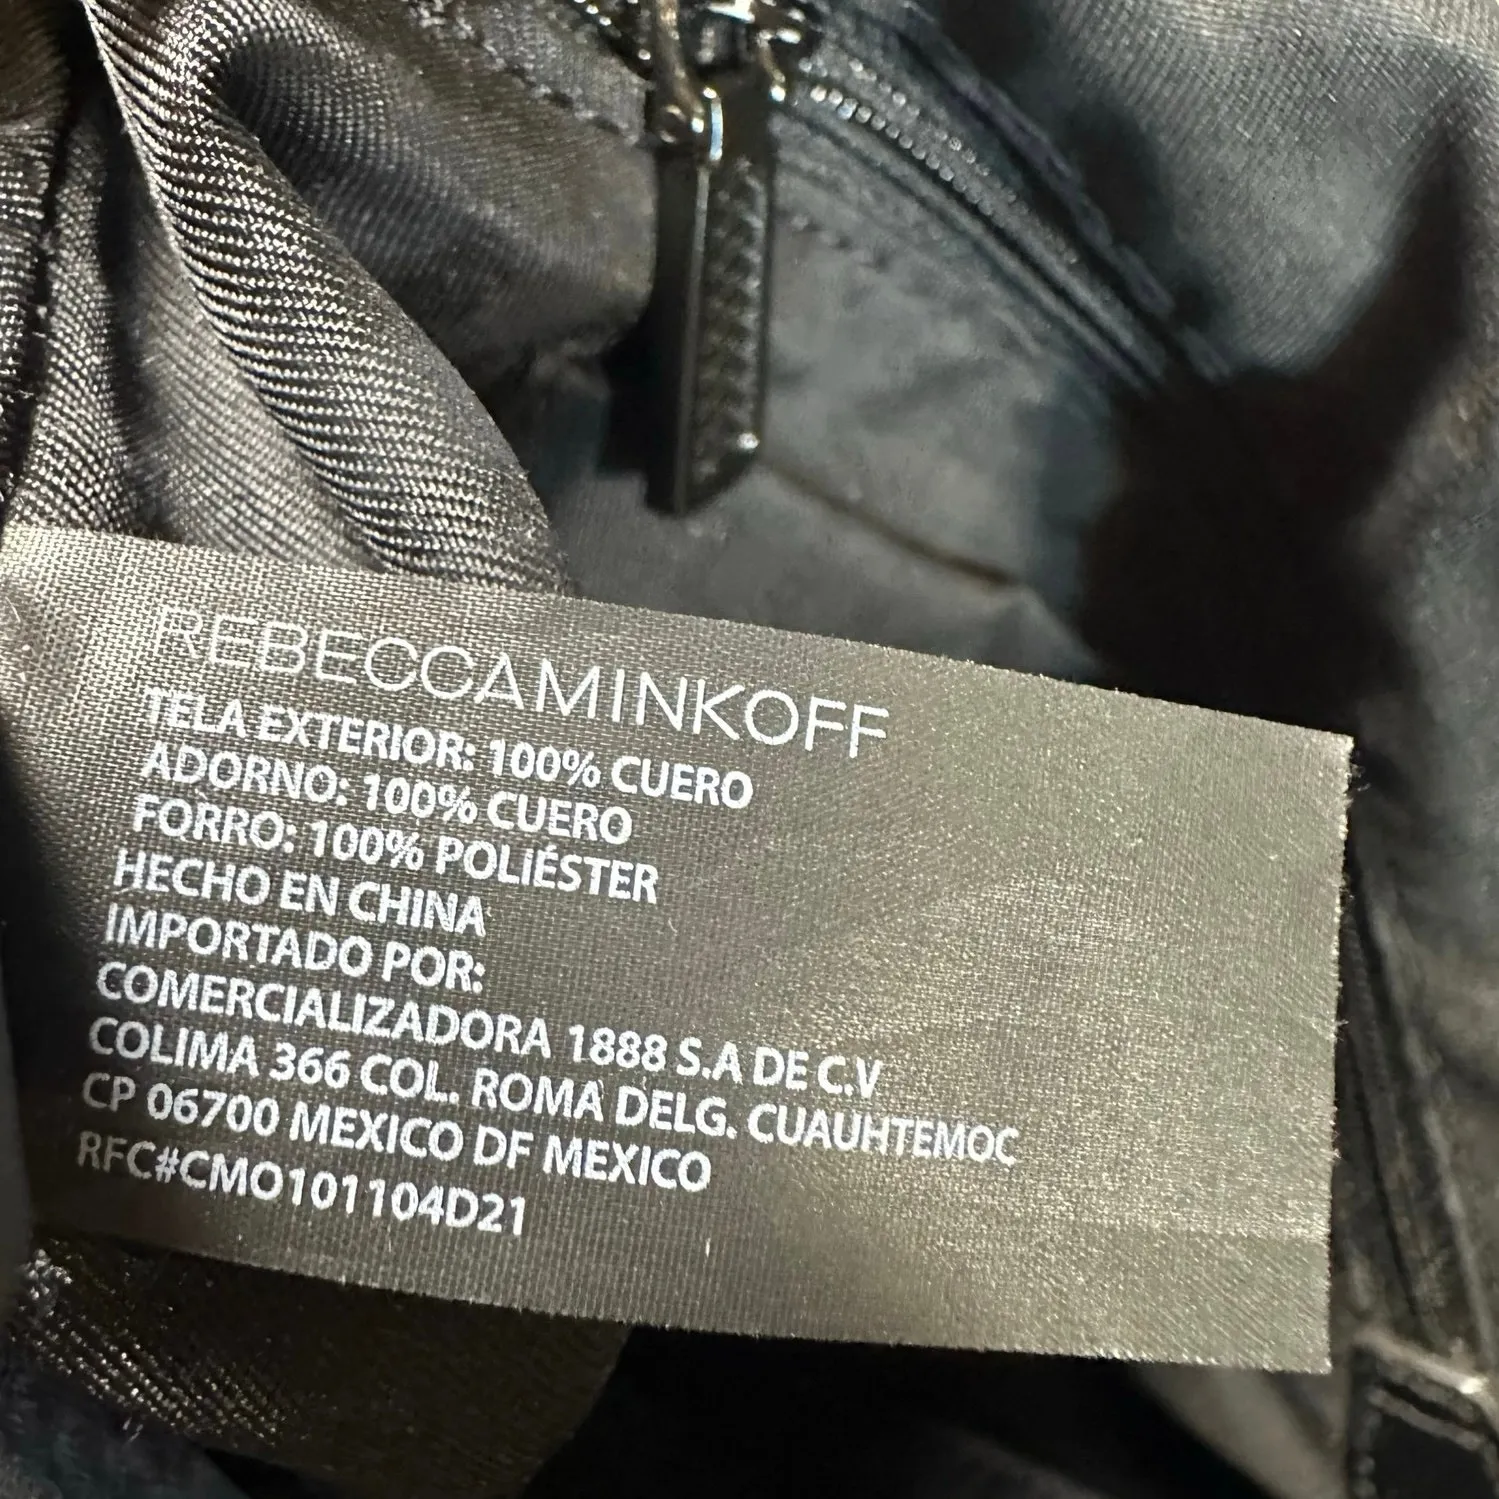 REBECCAMINKOFF
TELA EXTERIOR: 100% CUERO
ADORNO: 100% CUERO
FORRO: 100% POLIÉSTER
HECHO EN CHINA
IMPORTADO POR:
COMERCIALIZADORA 1888 S.A DE C.V
COLIMA 366 COL. ROMA DELG. CUAUHTEMOC
CP 06700 MEXICO DF MEXICO
RFC#CMO101104D21